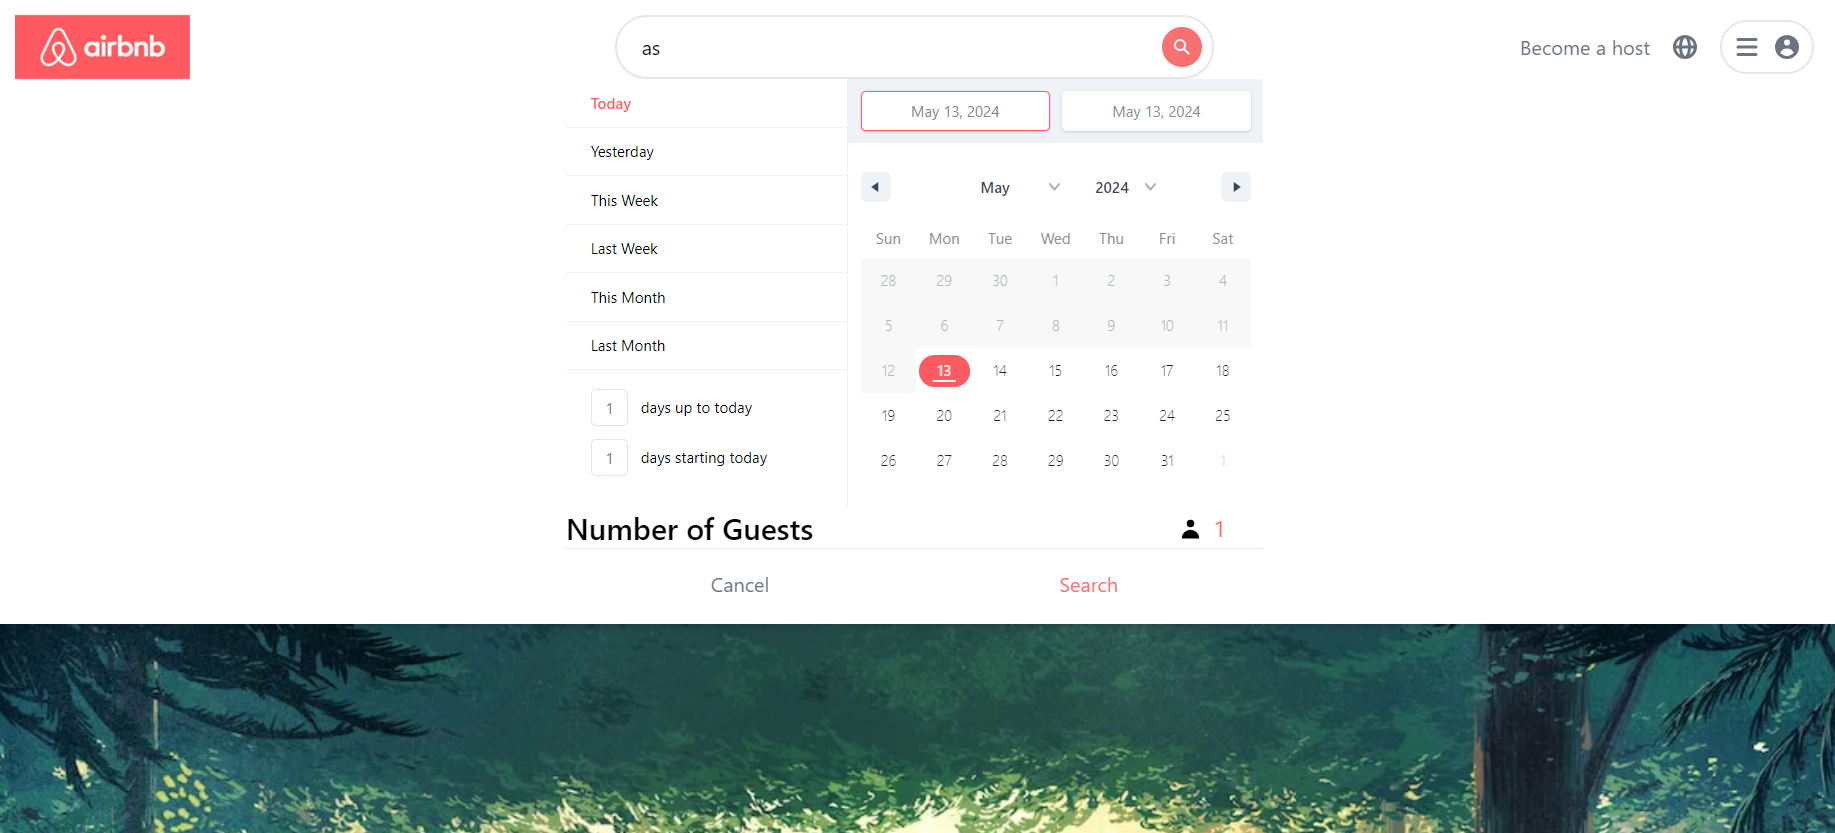 airbnb
as
Become a host
Today
Yesterday
This Week
Last Week
This Month
Last Month
1 days up to today
1 days starting today
May 13, 2024 May 13, 2024
May 2024
Sun Mon Tue Wed Thu Fri Sat
28 29 30 1 2 3 4
5 6 7 8 9 10 11
12 13 14 15 16 17 18
19 20 21 22 23 24 25
26 27 28 29 30 31 1
Number of Guests 1
Cancel Search